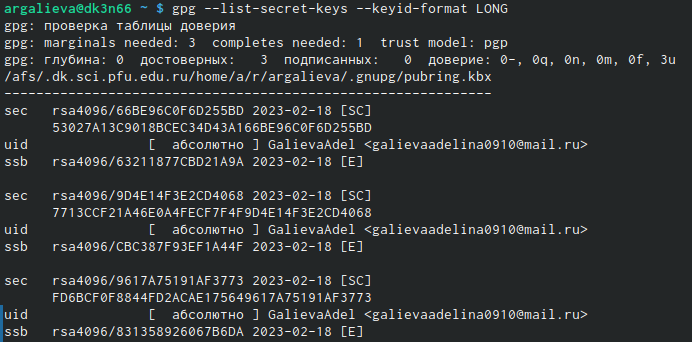 argalieva@dk3n66 ~ $ gpg --list-secret-keys --keyid-format LONG
gpg: проверка таблицы доверия
gpg: marginals needed: 3  completes needed: 1  trust model: pgp
gpg: глубина: 0  достоверных:   3  подписанных:   0  доверие: 0-, 0q, 0n, 0m, 0f, 3u
/afs/.dk.sci.pfu.edu.ru/home/a/r/argalieva/.gnupg/pubring.kbx
-------------------------------------------------------------
sec   rsa4096/66BE96C0F6D255BD 2023-02-18 [SC]
      53027A13C9018BCEC34D43A166BE96C0F6D255BD
uid              [  абсолютно ] GalievaAdel <galievaadelina0910@mail.ru>
ssb   rsa4096/63211877CBD21A9A 2023-02-18 [E]

sec   rsa4096/9D4E14F3E2CD4068 2023-02-18 [SC]
      7713CCF21A46E0A4FECF7F4F9D4E14F3E2CD4068
uid              [  абсолютно ] GalievaAdel <galievaadelina0910@mail.ru>
ssb   rsa4096/CBC387F93EF1A44F 2023-02-18 [E]

sec   rsa4096/9617A75191AF3773 2023-02-18 [SC]
      FD6BCF0F8844FD2ACAE175649617A75191AF3773
uid              [  абсолютно ] GalievaAdel <galievaadelina0910@mail.ru>
ssb   rsa4096/831358926067B6DA 2023-02-18 [E]